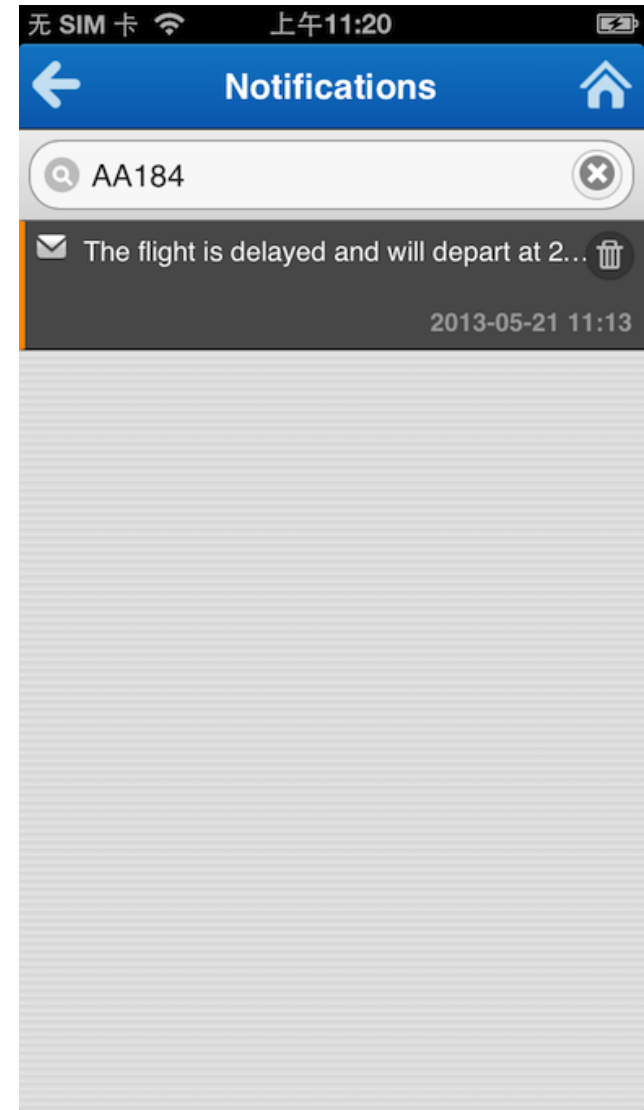 无 SIM 卡 上午11:20
Notifications
AA184
The flight is delayed and will depart at 2...
2013-05-21 11:13